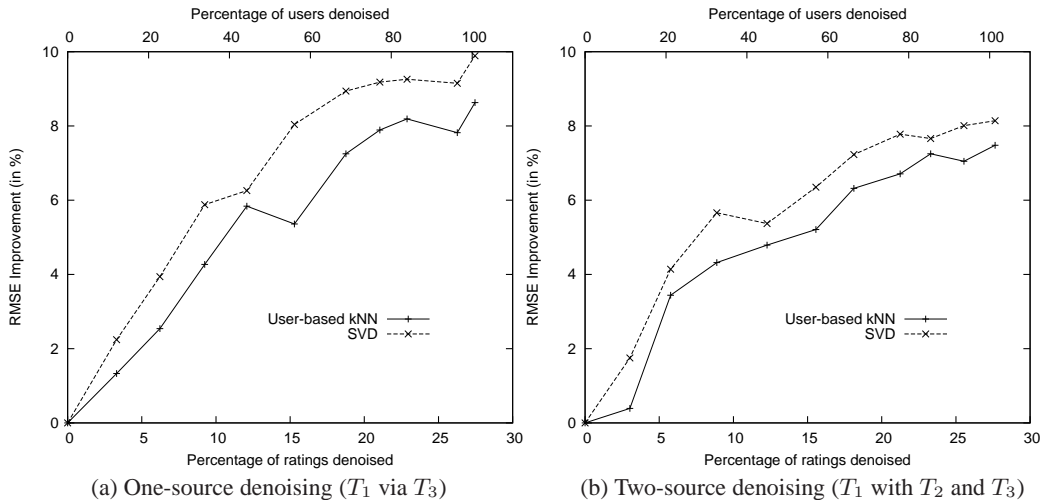 Percentage of users denoised
0 20 40 60 80 100
10
8
6
4
2
0
RMSE Improvement (in %)
User-based kNN
SVD
0 5 10 15 20 25 30
Percentage of ratings denoised
(a) One-source denoising (T1 via T3)
Percentage of users denoised
0 20 40 60 80 100
10
8
6
4
2
0
RMSE Improvement (in %)
User-based kNN
SVD
0 5 10 15 20 25 30
Percentage of ratings denoised
(b) Two-source denoising (T1 with T2 and T3)